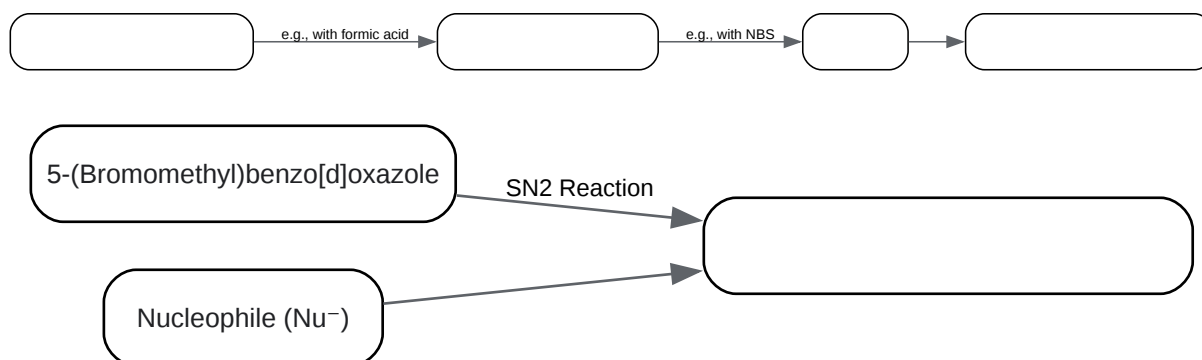 e.g., with formic acid
e.g., with NBS
5-(Bromomethyl)benzo[d]oxazole
SN2 Reaction
Nucleophile (Nu⁻)